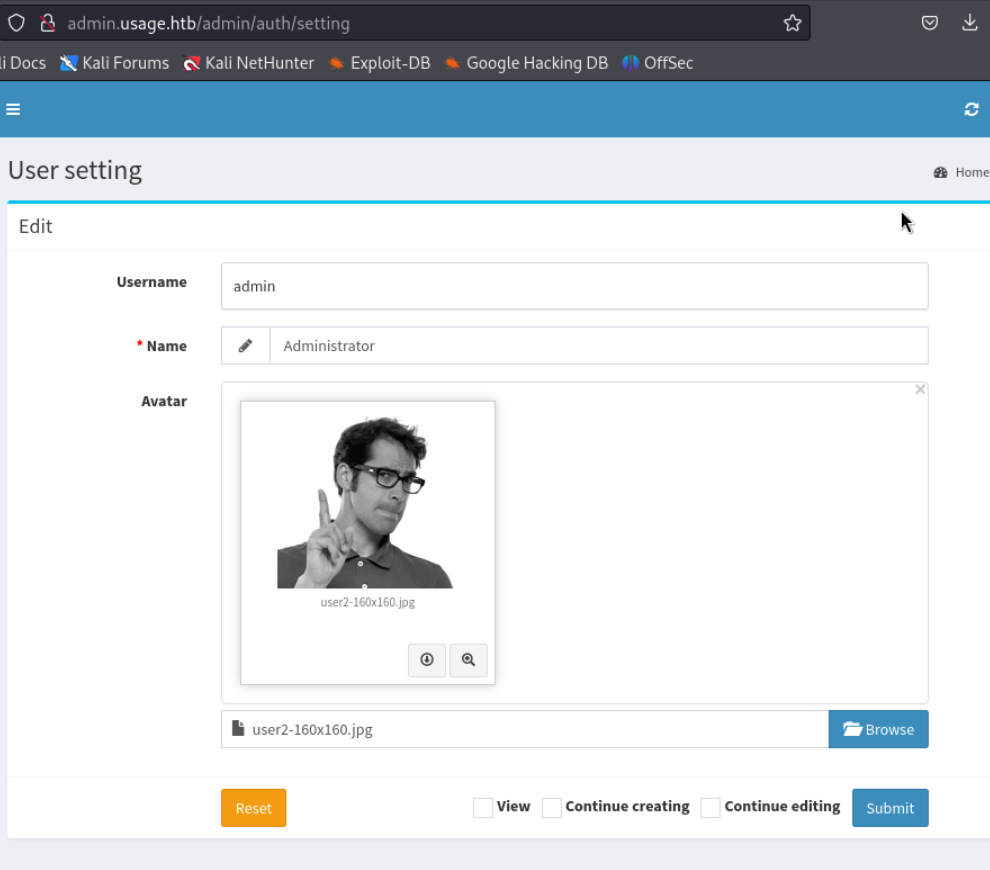 admin.usage.htb/admin/auth/setting
li Docs Kali Forums Kali NetHunter Exploit-DB Google Hacking DB OffSec
User setting
Home
Edit
Username
admin
* Name
Administrator
Avatar
×
user2-160x160.jpg
user2-160x160.jpg
Browse
Reset
View
Continue creating
Continue editing
Submit